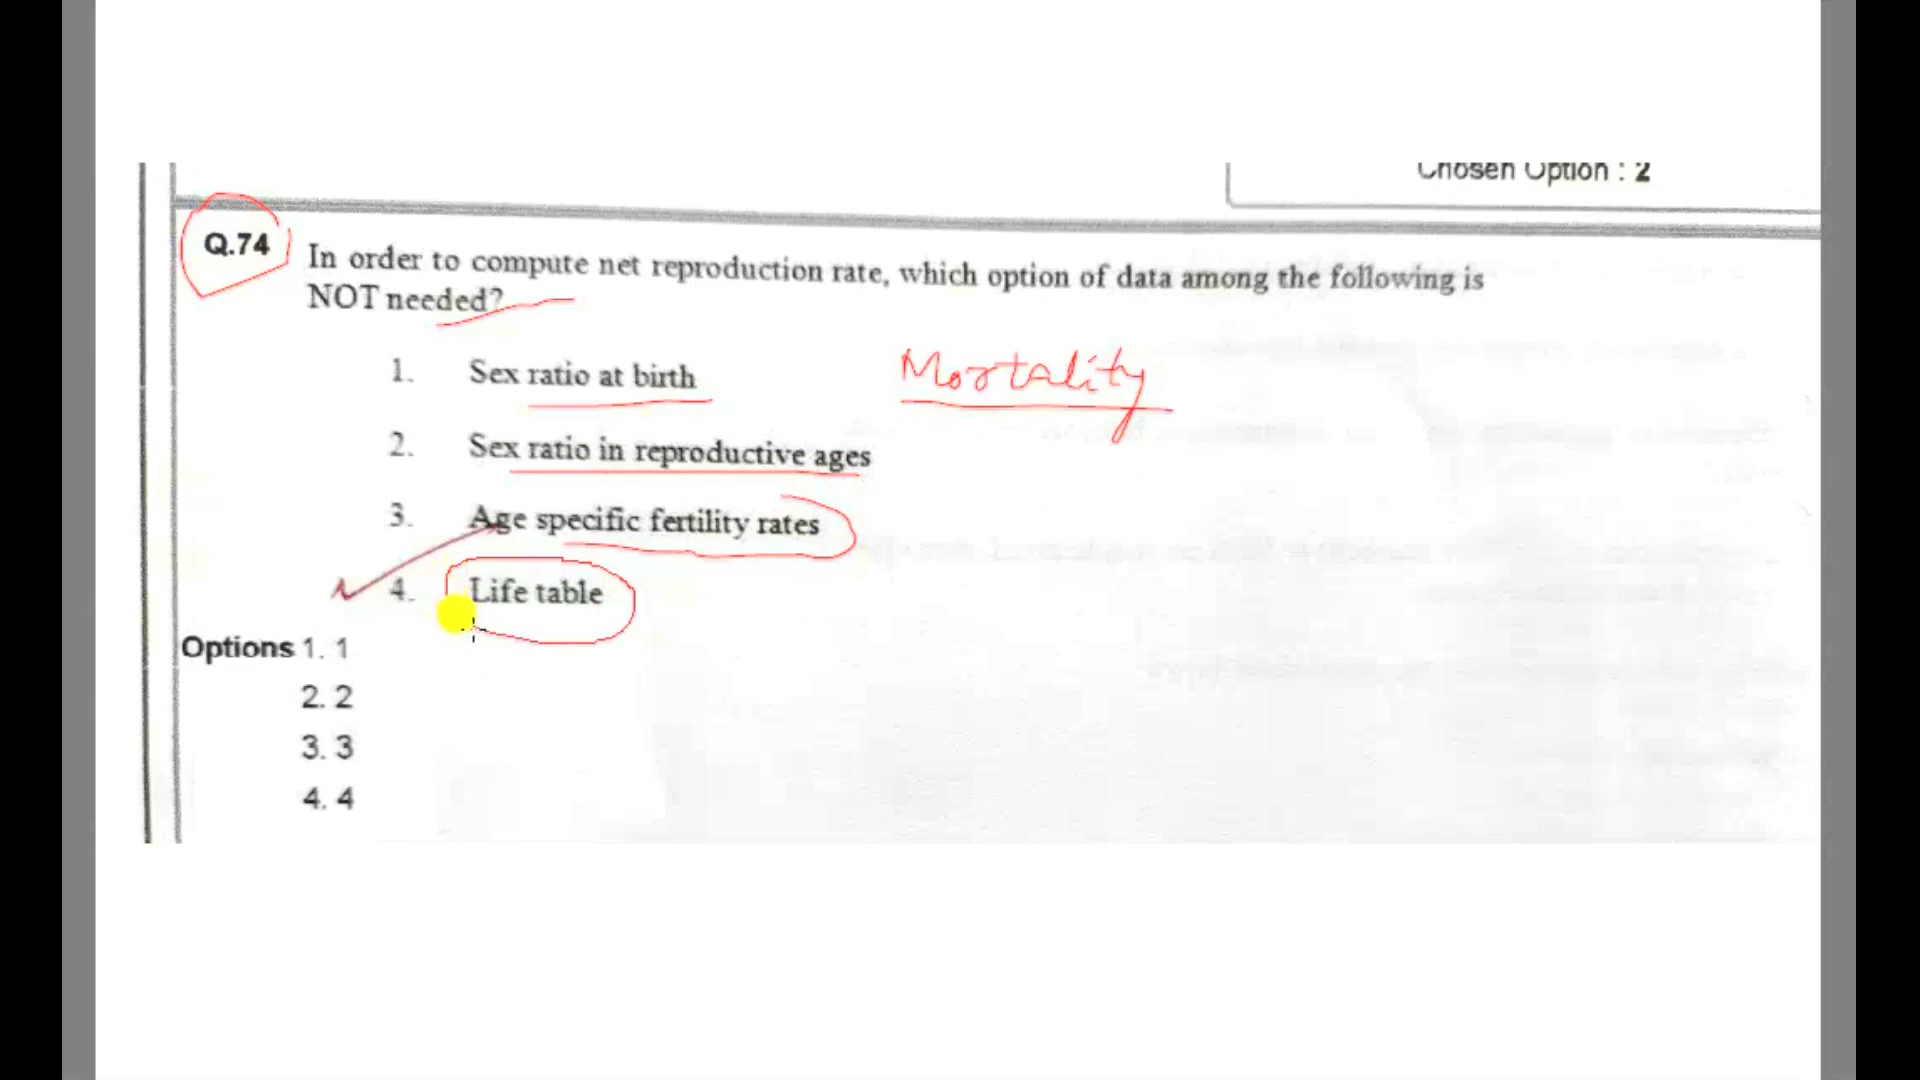 Chosen Option : 2
Q.74 In order to compute net reproduction rate, which option of data among the following is
NOT needed?
1. Sex ratio at birth
Mortality
2. Sex ratio in reproductive ages
3. Age specific fertility rates
4. Life table
Options 1. 1
2. 2
3. 3
4. 4